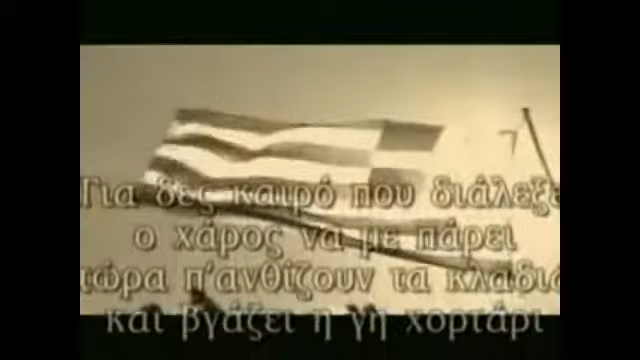 Για δες καιρό που διάλεξε
ο χάρος να με πάρει
τώρα π'ανθίζουν τα κλαδιά
και βγάζει η γη χορτάρι